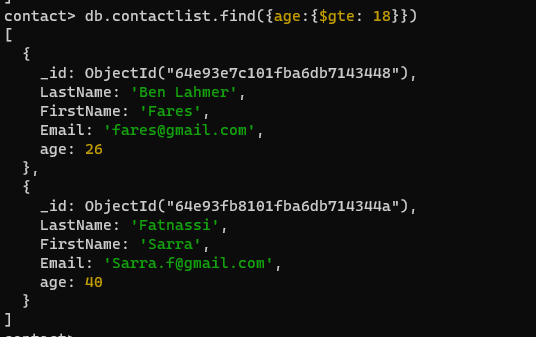 contact> db.contactlist.find({age:{$gte: 18}})
[
  {
    _id: ObjectId("64e93e7c101fba6db7143448"),
    LastName: 'Ben Lahmer',
    FirstName: 'Fares',
    Email: 'fares@gmail.com',
    age: 26
  },
  {
    _id: ObjectId("64e93fb8101fba6db714344a"),
    LastName: 'Fatnassi',
    FirstName: 'Sarra',
    Email: 'Sarra.f@gmail.com',
    age: 40
  }
]
contact>